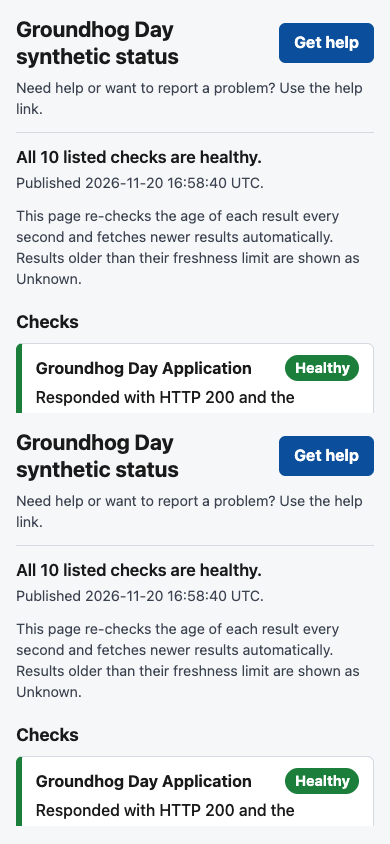 Groundhog Day
synthetic status
Get help
Need help or want to report a problem? Use the help
link.
All 10 listed checks are healthy.
Published 2026-11-20 16:58:40 UTC.
This page re-checks the age of each result every
second and fetches newer results automatically.
Results older than their freshness limit are shown as
Unknown.
Checks
Groundhog Day Application
Healthy
Responded with HTTP 200 and the
Groundhog Day
synthetic status
Get help
Need help or want to report a problem? Use the help
link.
All 10 listed checks are healthy.
Published 2026-11-20 16:58:40 UTC.
This page re-checks the age of each result every
second and fetches newer results automatically.
Results older than their freshness limit are shown as
Unknown.
Checks
Groundhog Day Application
Healthy
Responded with HTTP 200 and the